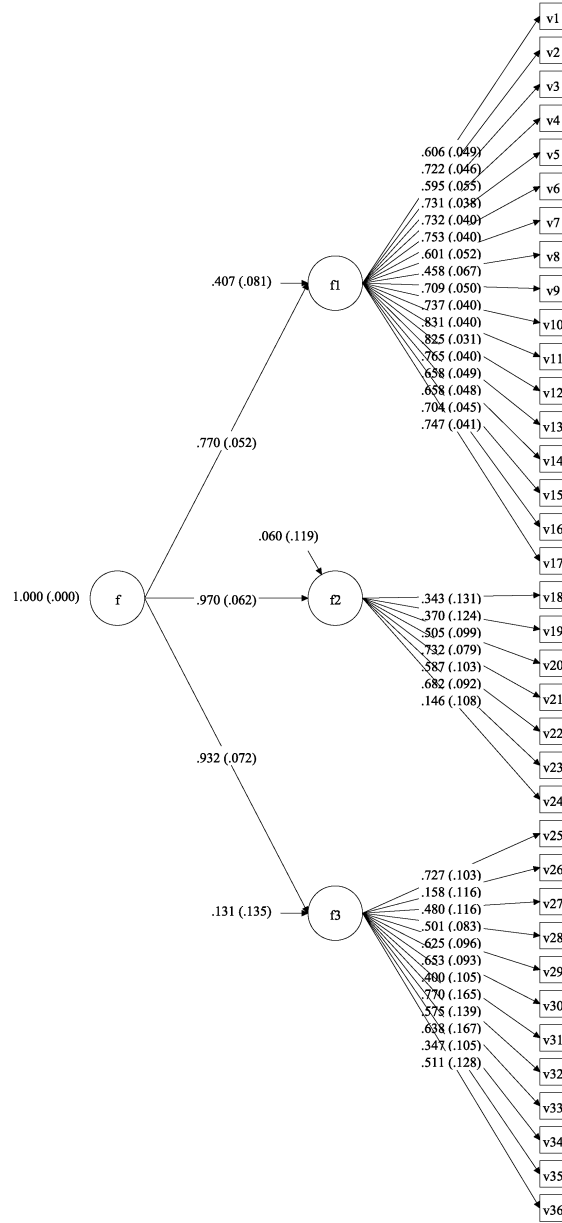 v1
v2
v3
v4
.606 (.049)
v5
.722 (.046)
.595 (.055)
v6
.731 (.038)
.732 (.040)
v7
.753 (.040)
.601 (.052)
v8
.458 (.067)
.407 (.081)
f1
.709 (.050)
v9
.737 (.040)
v10
.831 (.040)
.825 (.031)
v11
.765 (.040)
.658 (.049)
v12
.658 (.048)
.704 (.045)
.747 (.041)
v13
.770 (.052)
v14
v15
v16
.060 (.119)
v17
1.000 (.000)
f
.970 (.062)
f2
.343 (.131)
v18
.370 (.124)
.505 (.099)
v19
.732 (.079)
.587 (.103)
v20
.682 (.092)
.146 (.108)
v21
v22
.932 (.072)
v23
v24
v25
v26
.727 (.103)
.158 (.116)
.131 (.135)
f3
.480 (.116)
v27
.501 (.083)
.625 (.096)
v28
.653 (.093)
.400 (.105)
v29
.770 (.165)
v30
.575 (.139)
.638 (.167)
v31
.347 (.105)
.511 (.128)
v32
v33
v34
v35
v36